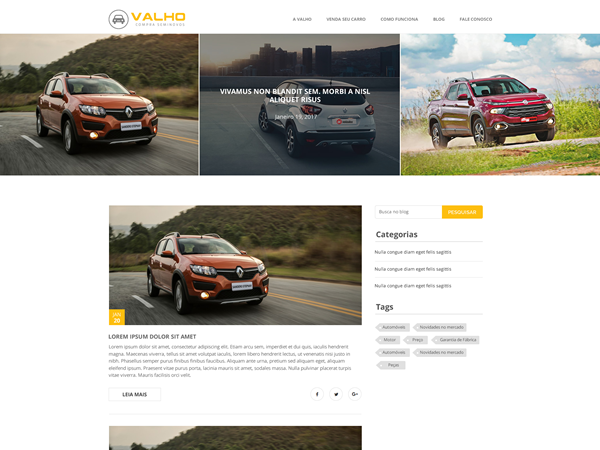 VALHO
COMPRA SEMINOVOS
A VALHO
VENDA SEU CARRO
COMO FUNCIONA
BLOG
FALE CONOSCO
VIVAMUS NON BLANDIT SEM. MORBI A NISL
ALIQUET RISUS
Janeiro 19, 2017
Busca no blog
PESQUISAR
Categorias
Nulla congue diam eget felis sagittis
Nulla congue diam eget felis sagittis
Nulla congue diam eget felis sagittis
Tags
Automóveis
Novidades no mercado
Motor
Preço
Garantia de Fábrica
Automóveis
Novidades no mercado
Peças
JAN
20
LOREM IPSUM DOLOR SIT AMET
Lorem ipsum dolor sit amet, consectetur adipiscing elit. Etiam arcu sem, imperdiet et dui quis, iaculis hendrerit
magna. Maecenas viverra, tellus sit amet volutpat iaculis, lorem libero hendrerit lectus, ut venenatis nisi justo in
nibh. Phasellus semper purus finibus finibus faucibus. Aliquam ante urna, pretium sed aliquam eget, aliquam
eleifend ipsum. Praesent vitae purus porta, lacinia mauris sit amet, sodales massa. Nulla pulvinar placerat turpis
vitae viverra. Mauris facilisis orci velit.
LEIA MAIS